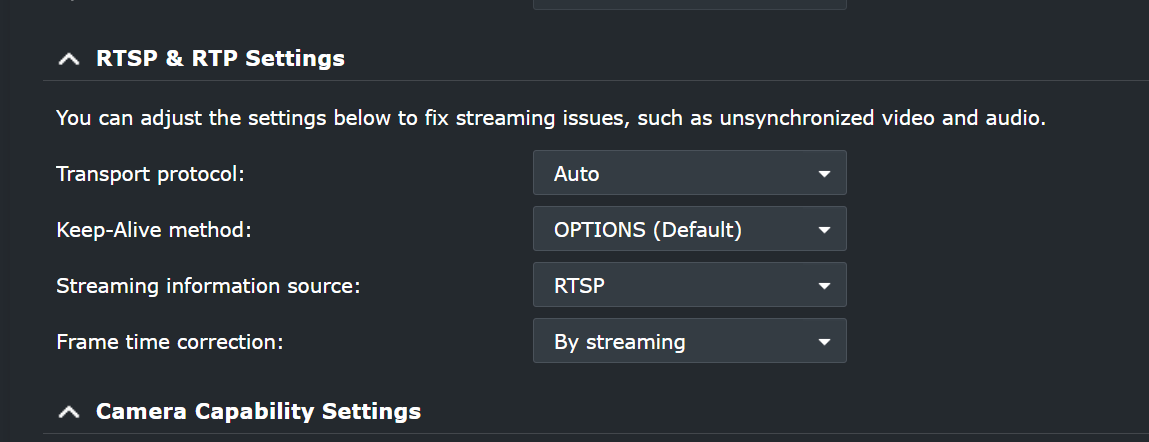 RTSP & RTP Settings
You can adjust the settings below to fix streaming issues, such as unsynchronized video and audio.
Transport protocol: Auto
Keep-Alive method: OPTIONS (Default)
Streaming information source: RTSP
Frame time correction: By streaming
Camera Capability Settings